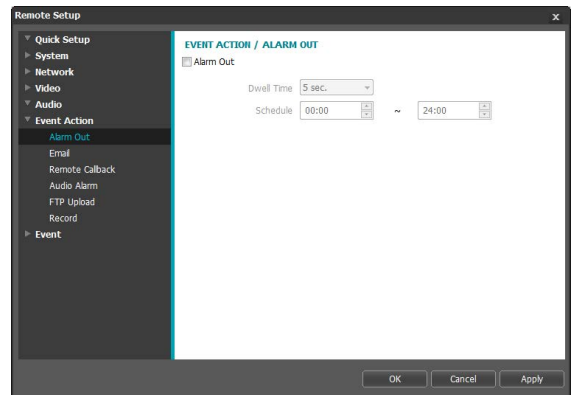 Remote Setup
x
Quick Setup
System
Network
Video
Audio
Event Action
Alarm Out
Email
Remote Callback
Audio Alarm
FTP Upload
Record
Event
EVENT ACTION / ALARM OUT
Alarm Out
Dwell Time 5 sec.
Schedule 00:00 ~ 24:00
OK Cancel Apply